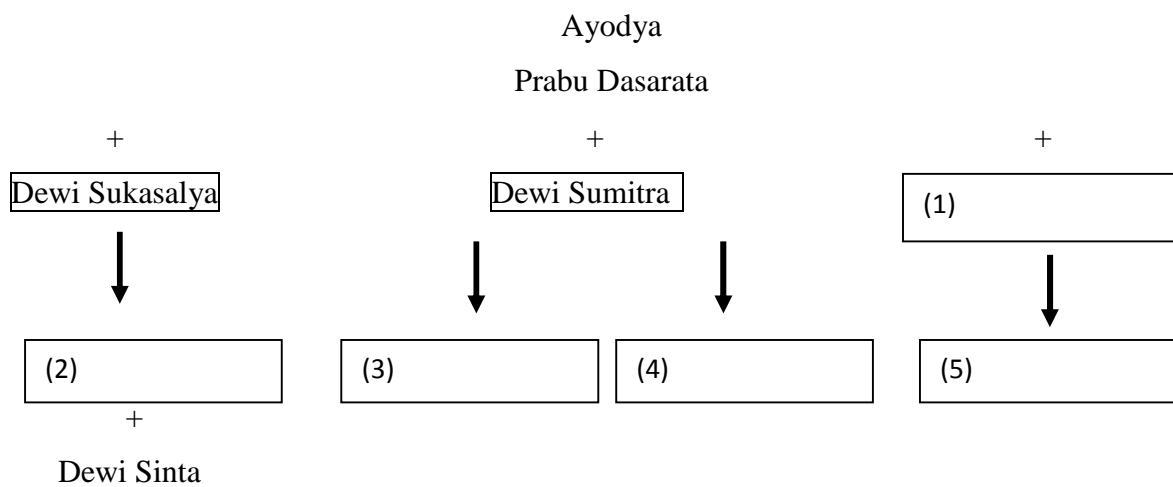 Ayodya
Prabu Dasarata
+ + +
Dewi Sukasalya Dewi Sumitra (1)
(2) (3) (4) (5)
+
Dewi Sinta